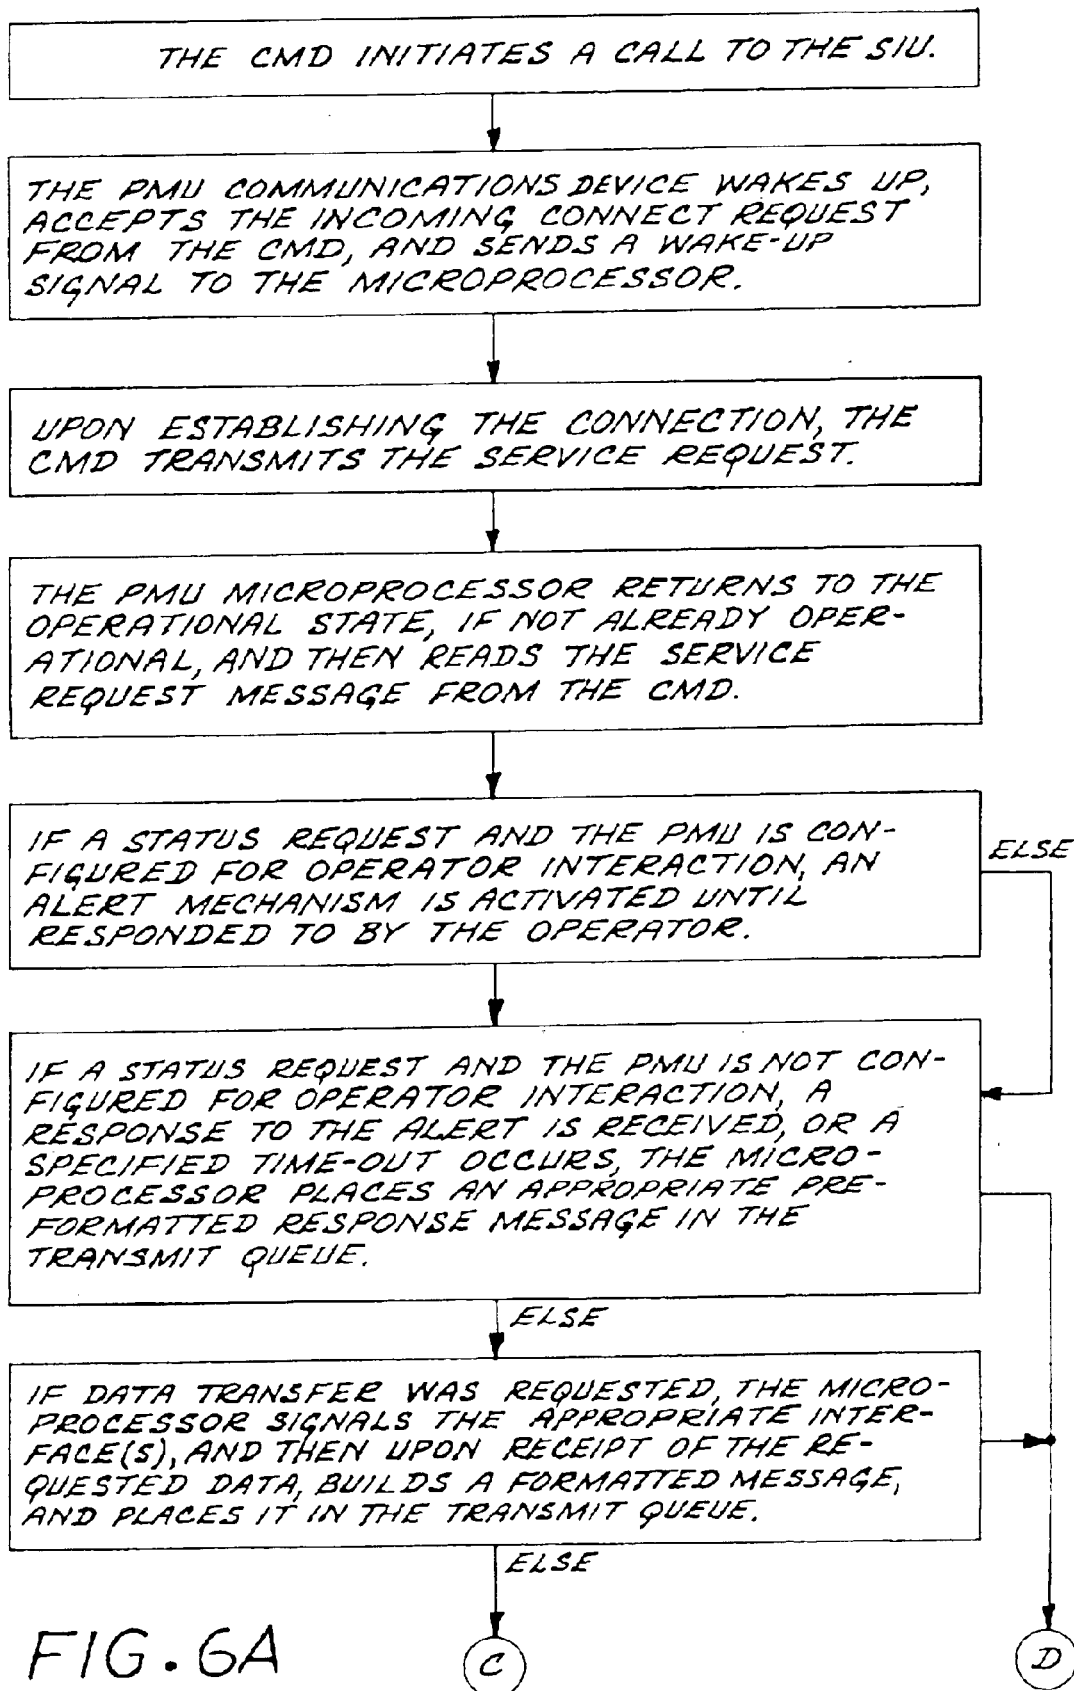 THE CMD INITIATES A CALL TO THE SIU.
THE PMU COMMUNICATIONS DEVICE WAKES UP,
ACCEPTS THE INCOMING CONNECT REQUEST
FROM THE CMD, AND SENDS A WAKE-UP
SIGNAL TO THE MICROPROCESSOR.
UPON ESTABLISHING THE CONNECTION, THE
CMD TRANSMITS THE SERVICE REQUEST.
THE PMU MICROPROCESSOR RETURNS TO THE
OPERATIONAL STATE, IF NOT ALREADY OPER-
ATIONAL, AND THEN READS THE SERVICE
REQUEST MESSAGE FROM THE CMD.
IF A STATUS REQUEST AND THE PMU IS CON-
FIGURED FOR OPERATOR INTERACTION, AN
ALERT MECHANISM IS ACTIVATED UNTIL
RESPONDED TO BY THE OPERATOR.
ELSE
IF A STATUS REQUEST AND THE PMU IS NOT CON-
FIGURED FOR OPERATOR INTERACTION, A
RESPONSE TO THE ALERT IS RECEIVED, OR A
SPECIFIED TIME-OUT OCCURS, THE MICRO-
PROCESSOR PLACES AN APPROPRIATE PRE-
FORMATTED RESPONSE MESSAGE IN THE
TRANSMIT QUEUE.
ELSE
IF DATA TRANSFER WAS REQUESTED, THE MICRO-
PROCESSOR SIGNALS THE APPROPRIATE INTER-
FACE(S), AND THEN UPON RECEIPT OF THE RE-
QUESTED DATA, BUILDS A FORMATTED MESSAGE,
AND PLACES IT IN THE TRANSMIT QUEUE.
ELSE
C
D
FIG. 6A